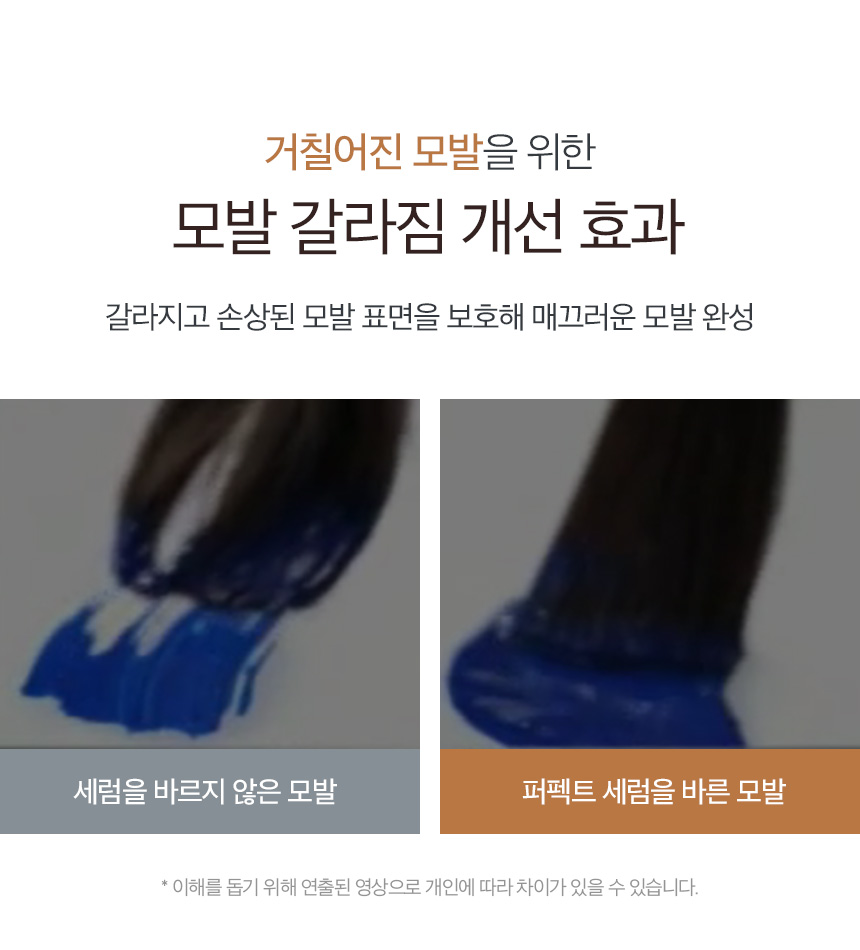 거칠어진 모발을 위한
모발 갈라짐 개선 효과
갈라지고 손상된 모발 표면을 보호해 매끄러운 모발 완성
세럼을 바르지 않은 모발
퍼펙트 세럼을 바른 모발
* 이해를 돕기 위해 연출된 영상으로 개인에 따라 차이가 있을 수 있습니다.